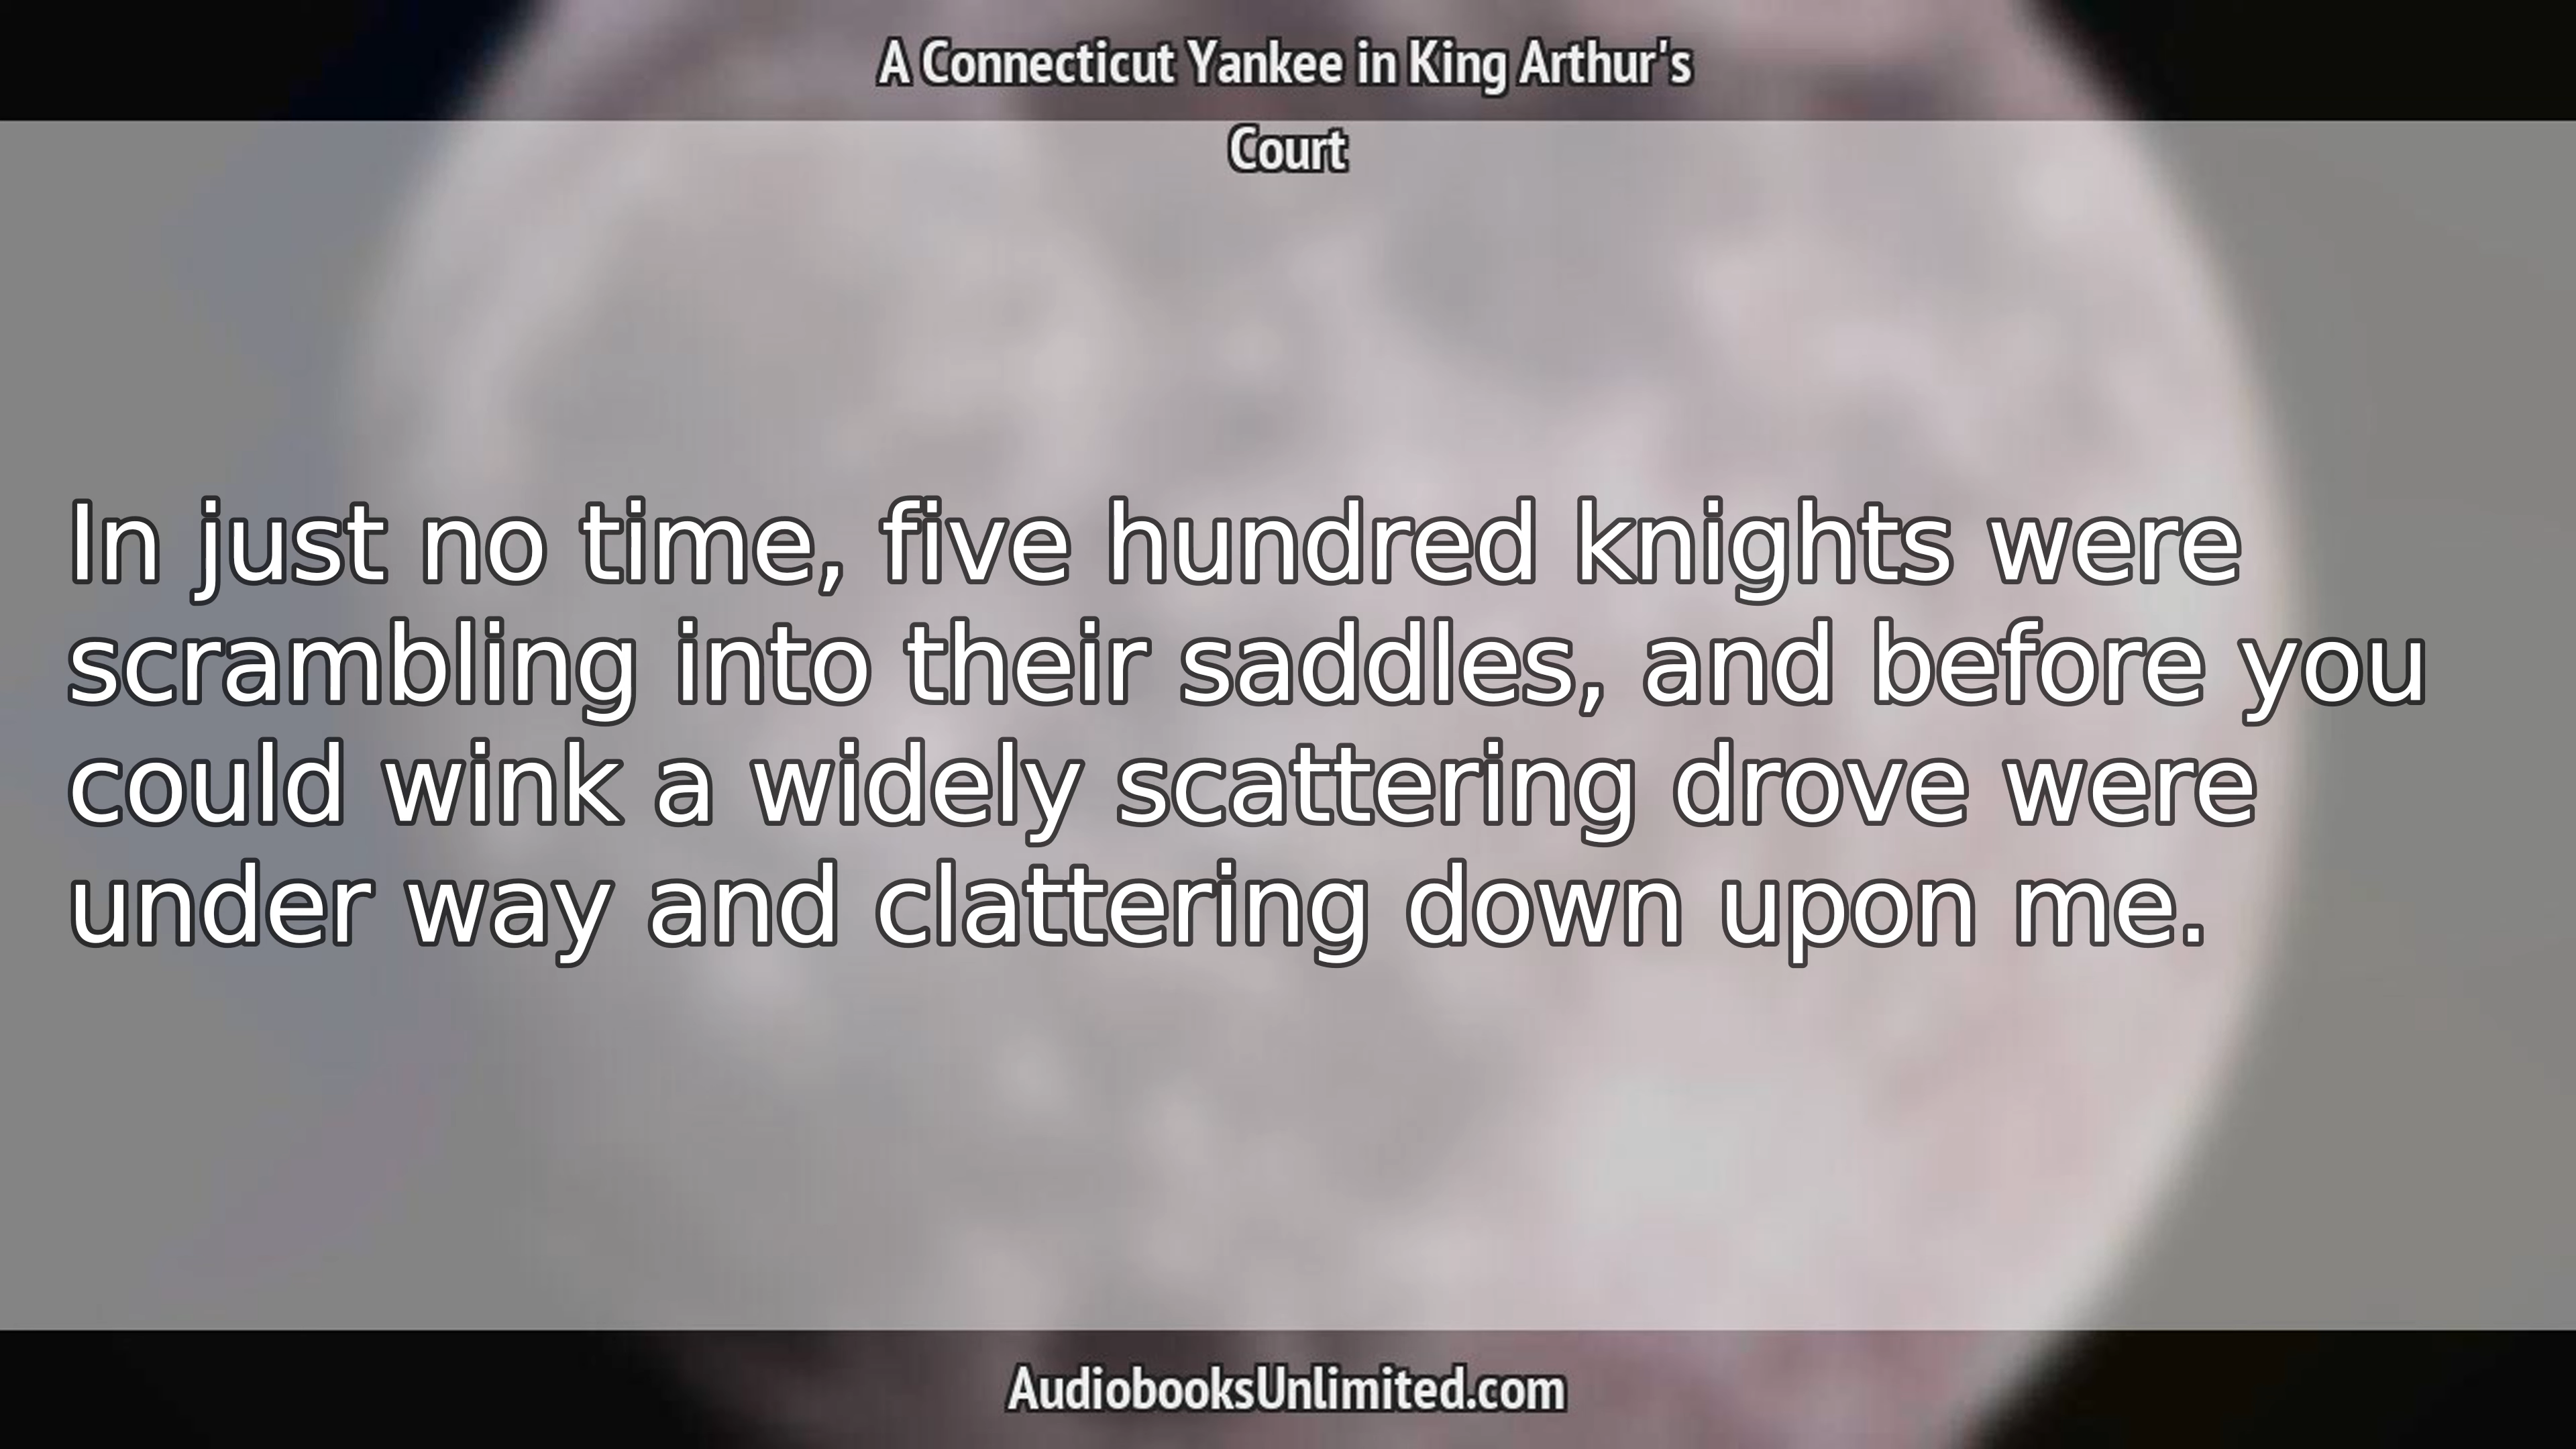 A Connecticut Yankee in King Arthur's
Court
In just no time, five hundred knights were
scrambling into their saddles, and before you
could wink a widely scattering drove were
under way and clattering down upon me.
AudiobooksUnlimited.com